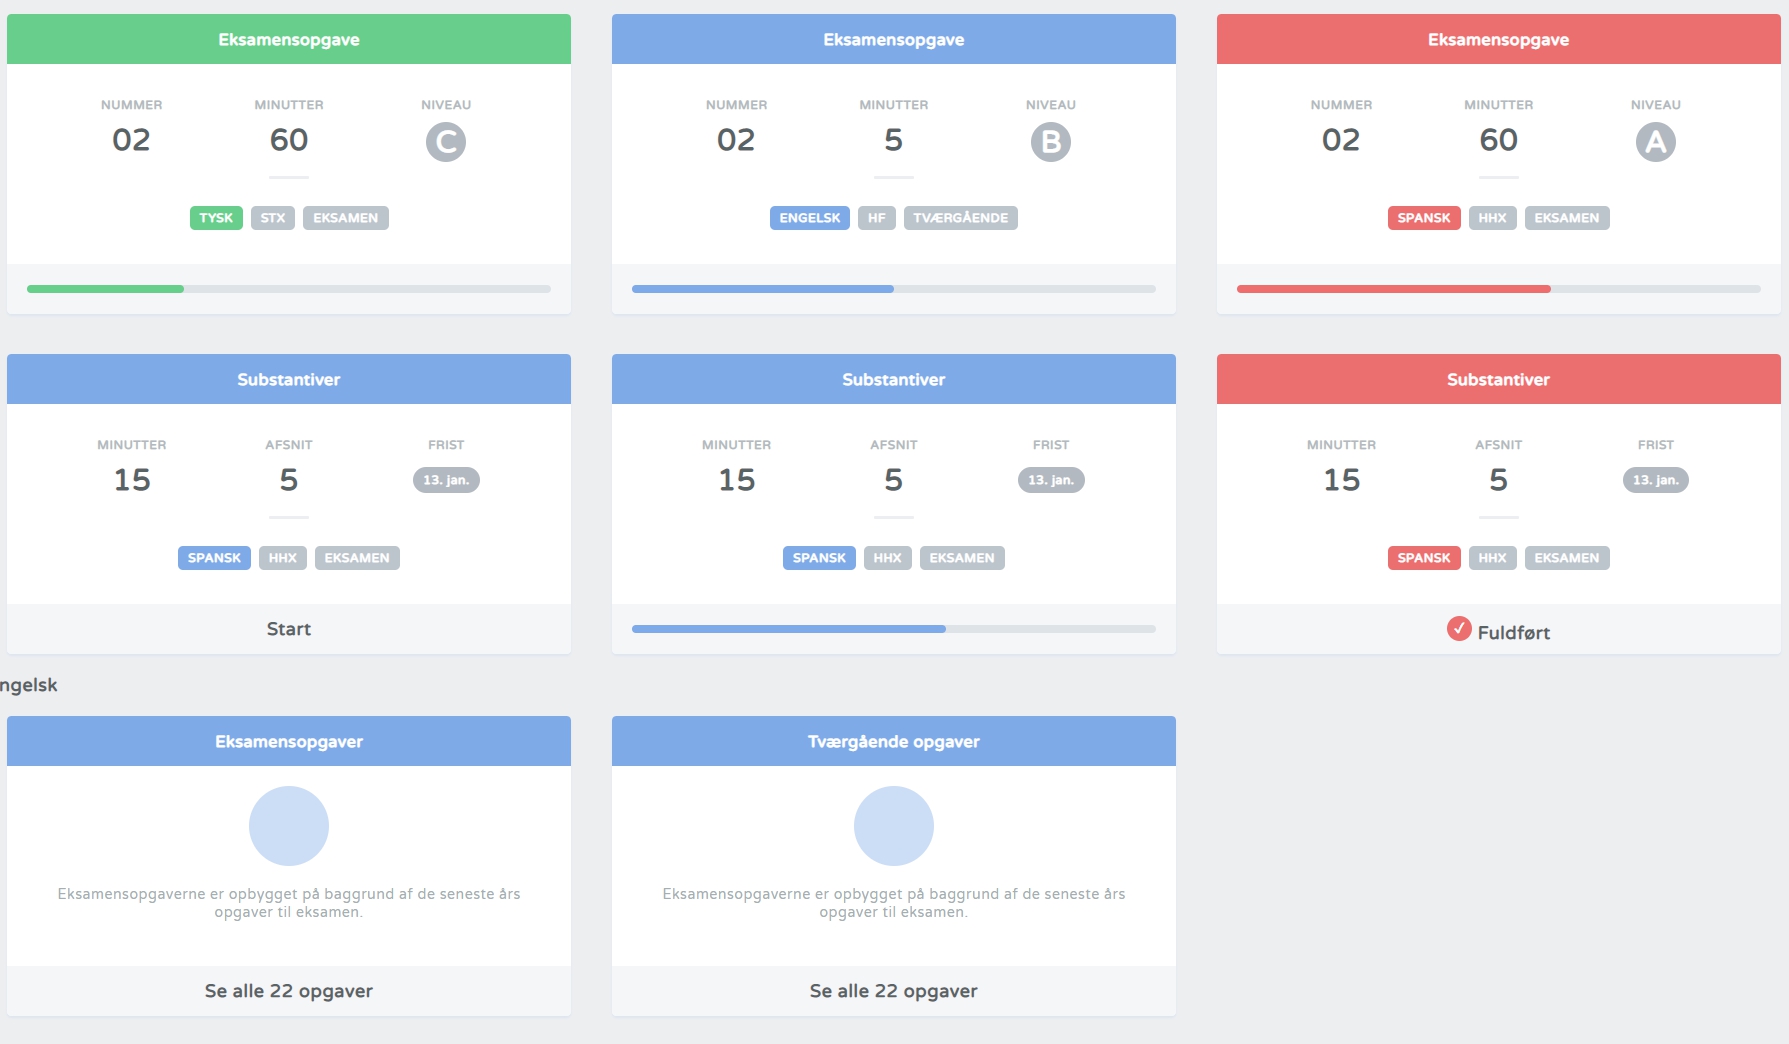 Eksamensopgave
NUMMER MINUTTER NIVEAU
02 60 C
TYSK STX EKSAMEN
Eksamensopgave
NUMMER MINUTTER NIVEAU
02 5 B
ENGELSK HF TVÆRGÅENDE
Eksamensopgave
NUMMER MINUTTER NIVEAU
02 60 A
SPANSK HHX EKSAMEN
Substantiver
MINUTTER AFSNIT FRIST
15 5 13. jan.
SPANSK HHX EKSAMEN
Start
Substantiver
MINUTTER AFSNIT FRIST
15 5 13. jan.
SPANSK HHX EKSAMEN
Substantiver
MINUTTER AFSNIT FRIST
15 5 13. jan.
SPANSK HHX EKSAMEN
Fuldført
ngelsk
Eksamensopgaver
Eksamensopgaverne er opbygget på baggrund af de seneste års
opgaver til eksamen.
Se alle 22 opgaver
Tværgående opgaver
Eksamensopgaverne er opbygget på baggrund af de seneste års
opgaver til eksamen.
Se alle 22 opgaver